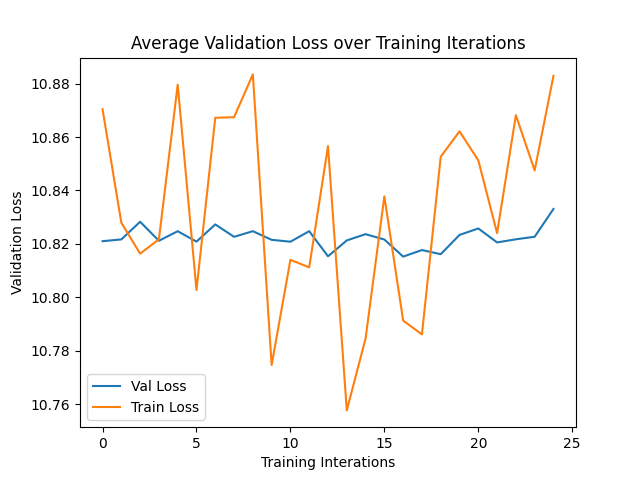 Average Validation Loss over Training Iterations
Validation Loss
10.88
10.86
10.84
10.82
10.80
10.78
10.76
Val Loss
Train Loss
0
5
10
15
20
25
Training Interations